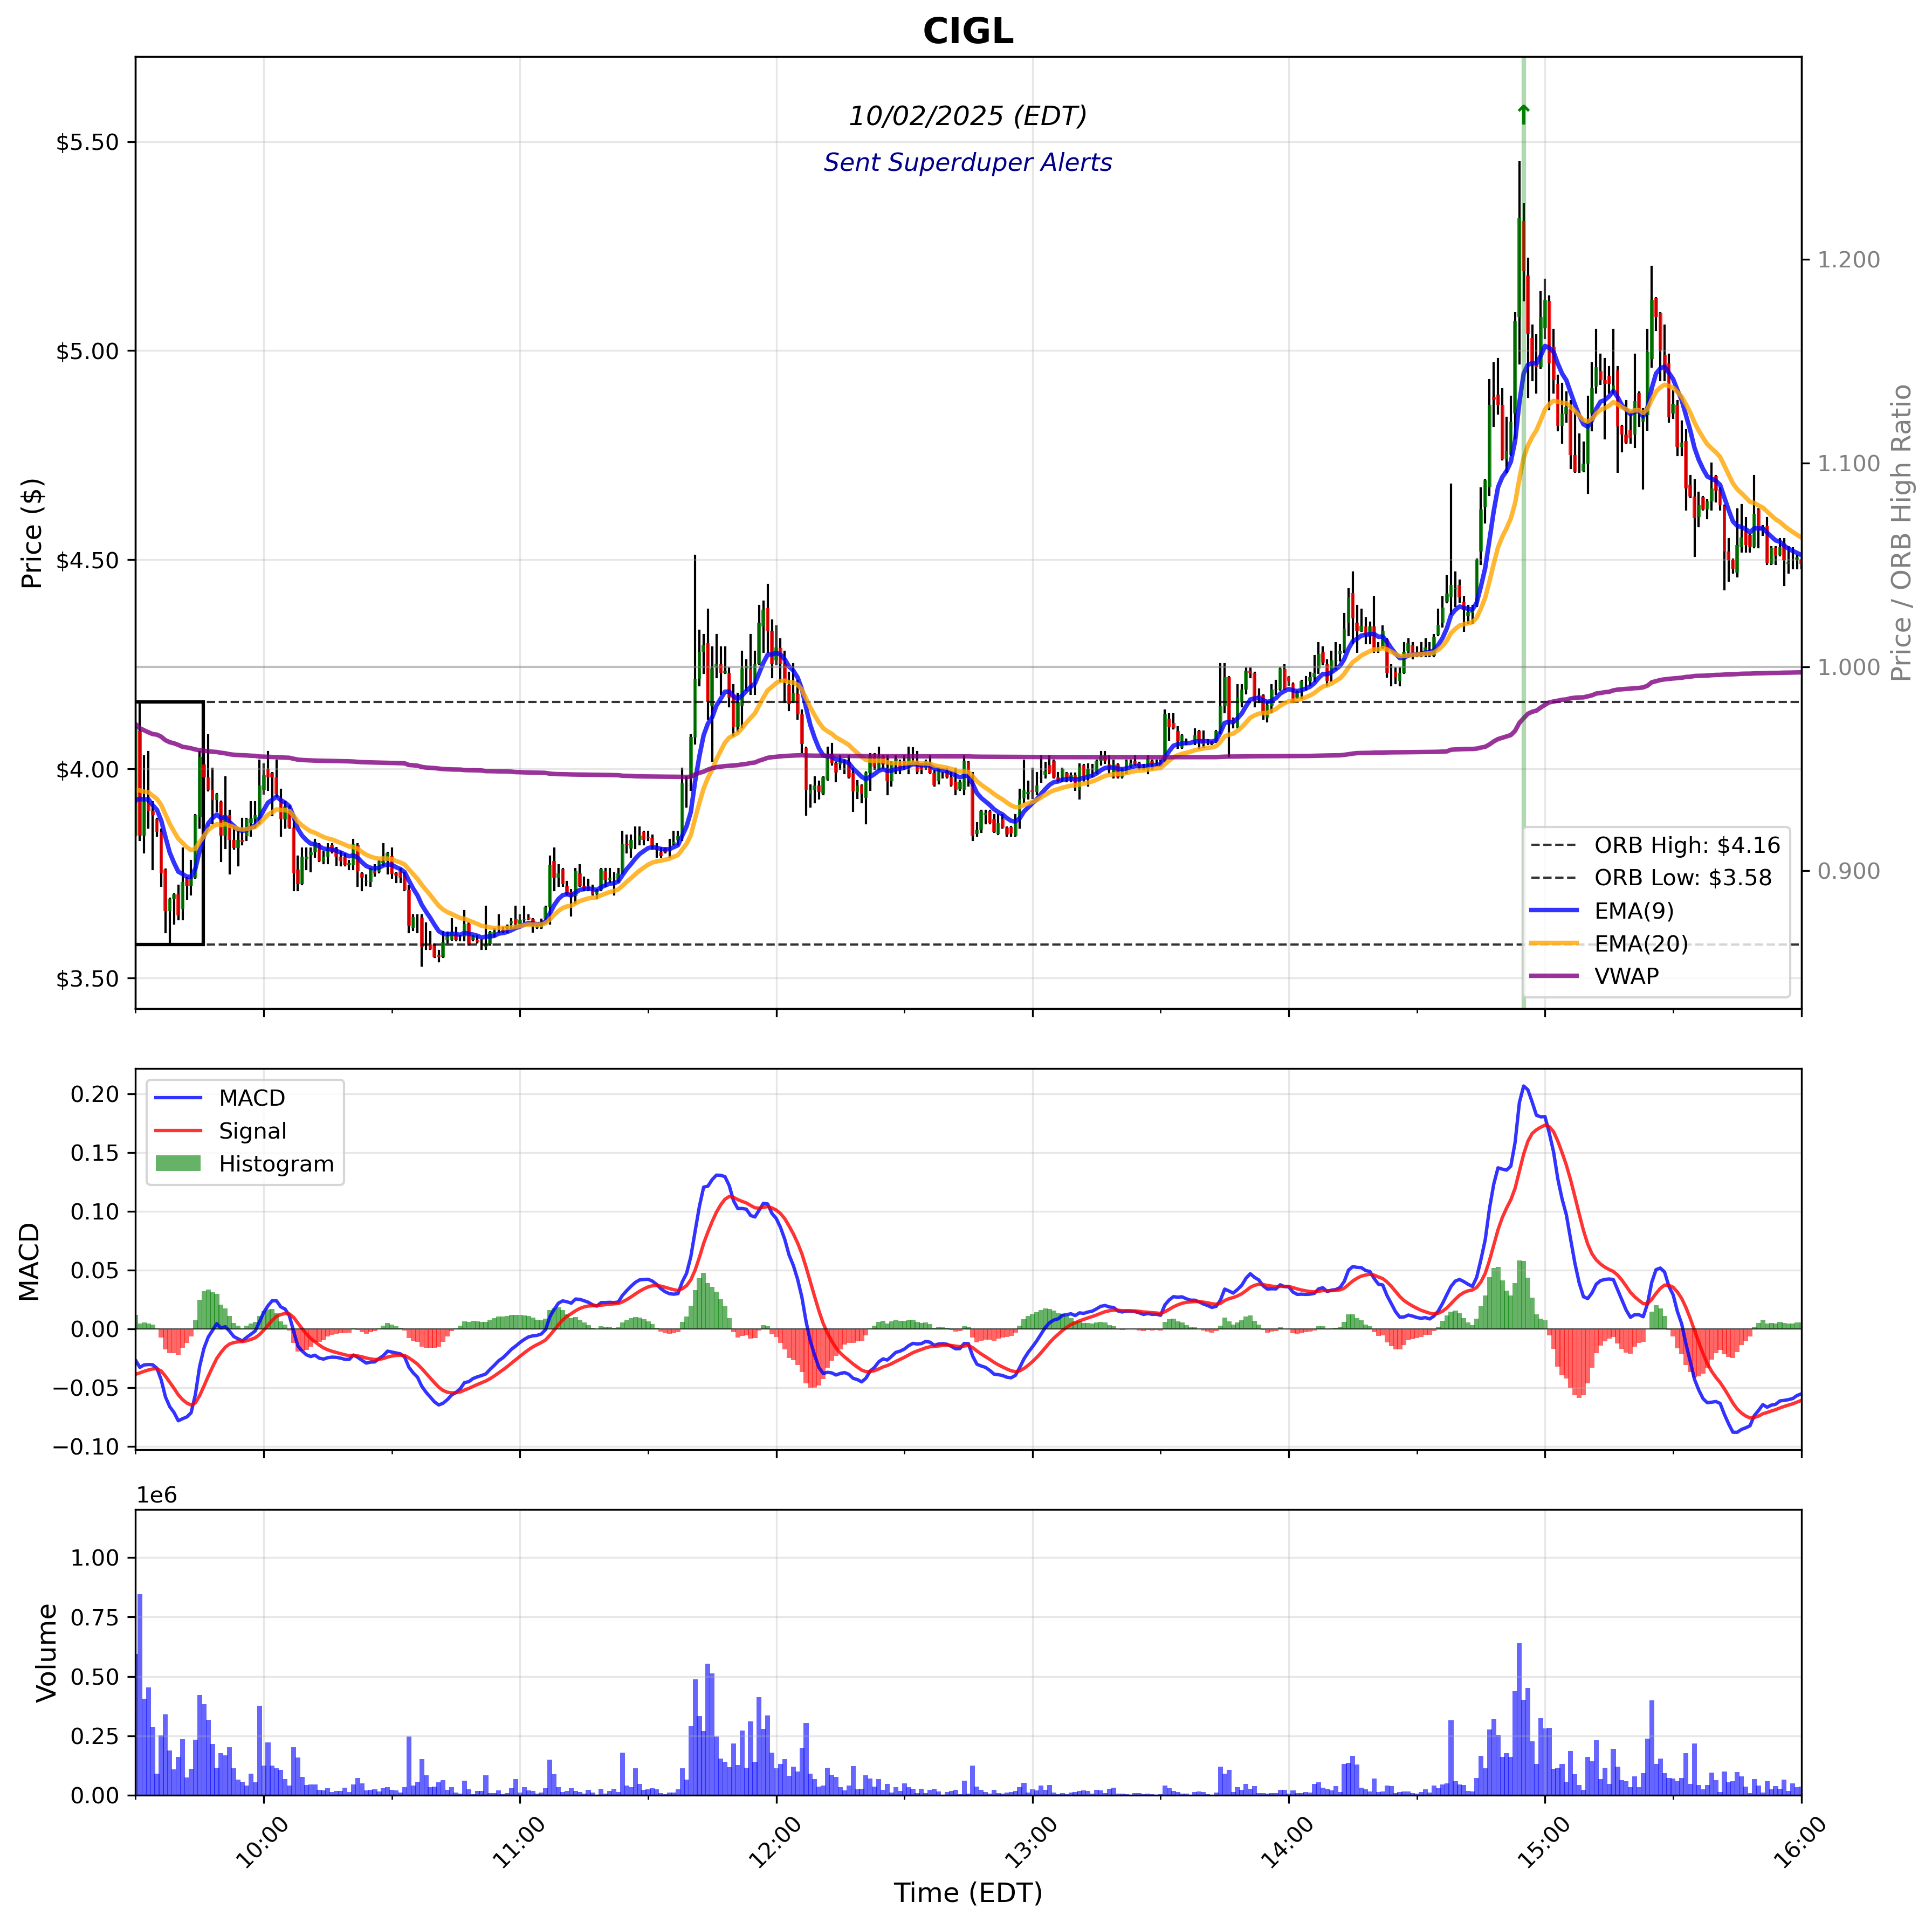 CIGL
10/02/2025 (EDT)
Sent Superduper Alerts
Price ($)
$5.50
$5.00
$4.50
$4.00
$3.50
Price / ORB High Ratio
1.200
1.100
1.000
0.900
ORB High: $4.16
ORB Low: $3.58
EMA(9)
EMA(20)
VWAP
MACD
0.20
0.15
0.10
0.05
0.00
−0.05
−0.10
MACD
Signal
Histogram
1e6
Volume
1.00
0.75
0.50
0.25
0.00
10:00
11:00
12:00
13:00
14:00
15:00
16:00
Time (EDT)